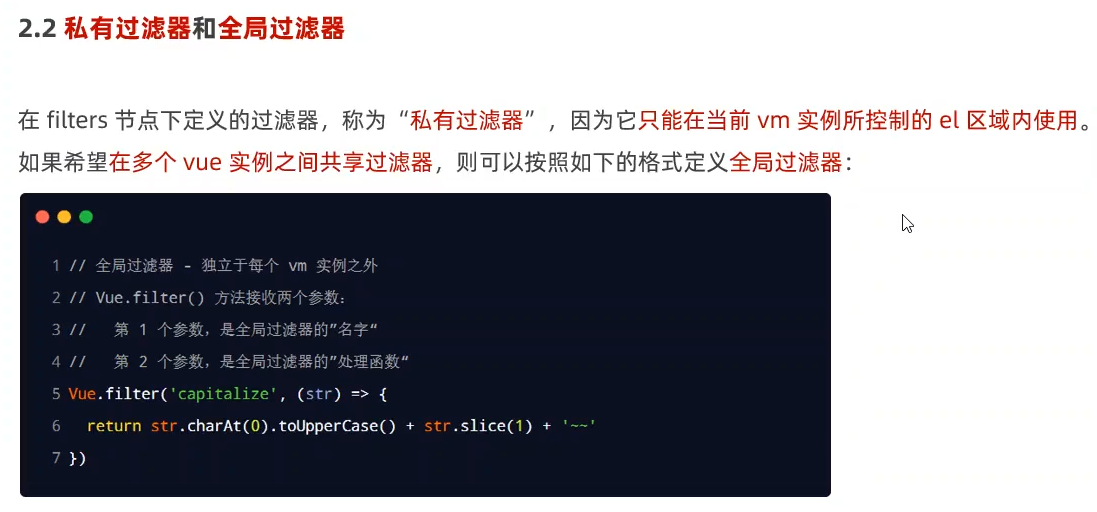 2.2 私有过滤器和全局过滤器
在 filters 节点下定义的过滤器，称为“私有过滤器”，因为它只能在当前 vm 实例所控制的 el 区域内使用。
如果希望在多个 vue 实例之间共享过滤器，则可以按照如下的格式定义全局过滤器：
1 // 全局过滤器 - 独立于每个 vm 实例之外
2 // Vue.filter() 方法接收两个参数：
3 //   第 1 个参数，是全局过滤器的”名字“
4 //   第 2 个参数，是全局过滤器的”处理函数“
5 Vue.filter('capitalize', (str) => {
6   return str.charAt(0).toUpperCase() + str.slice(1) + '~~'
7 })